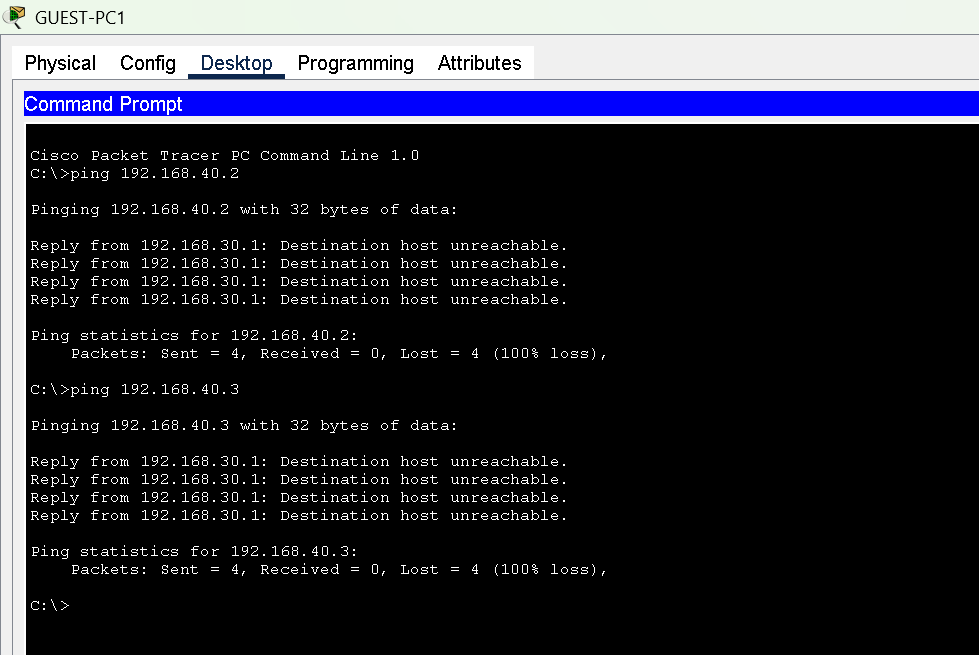 GUEST-PC1
Physical Config Desktop Programming Attributes
Command Prompt
Cisco Packet Tracer PC Command Line 1.0
C:\>ping 192.168.40.2
Pinging 192.168.40.2 with 32 bytes of data:
Reply from 192.168.30.1: Destination host unreachable.
Reply from 192.168.30.1: Destination host unreachable.
Reply from 192.168.30.1: Destination host unreachable.
Reply from 192.168.30.1: Destination host unreachable.
Ping statistics for 192.168.40.2:
Packets: Sent = 4, Received = 0, Lost = 4 (100% loss),
C:\>ping 192.168.40.3
Pinging 192.168.40.3 with 32 bytes of data:
Reply from 192.168.30.1: Destination host unreachable.
Reply from 192.168.30.1: Destination host unreachable.
Reply from 192.168.30.1: Destination host unreachable.
Reply from 192.168.30.1: Destination host unreachable.
Ping statistics for 192.168.40.3:
Packets: Sent = 4, Received = 0, Lost = 4 (100% loss),
C:\>